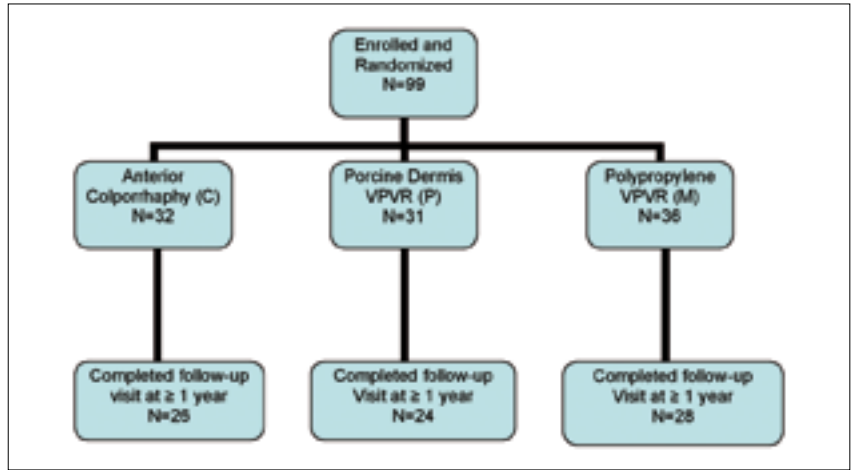 Enrolled and
Randomized
N=99
Anterior
Colporrhaphy (C)
N=32
Porcine Dermis
VPVR (P)
N=31
Polypropylene
VPVR (M)
N=36
Completed follow-up
visit at ≥ 1 year
N=26
Completed follow-up
Visit at ≥ 1 year
N=24
Completed follow-up
Visit at ≥ 1 year
N=28